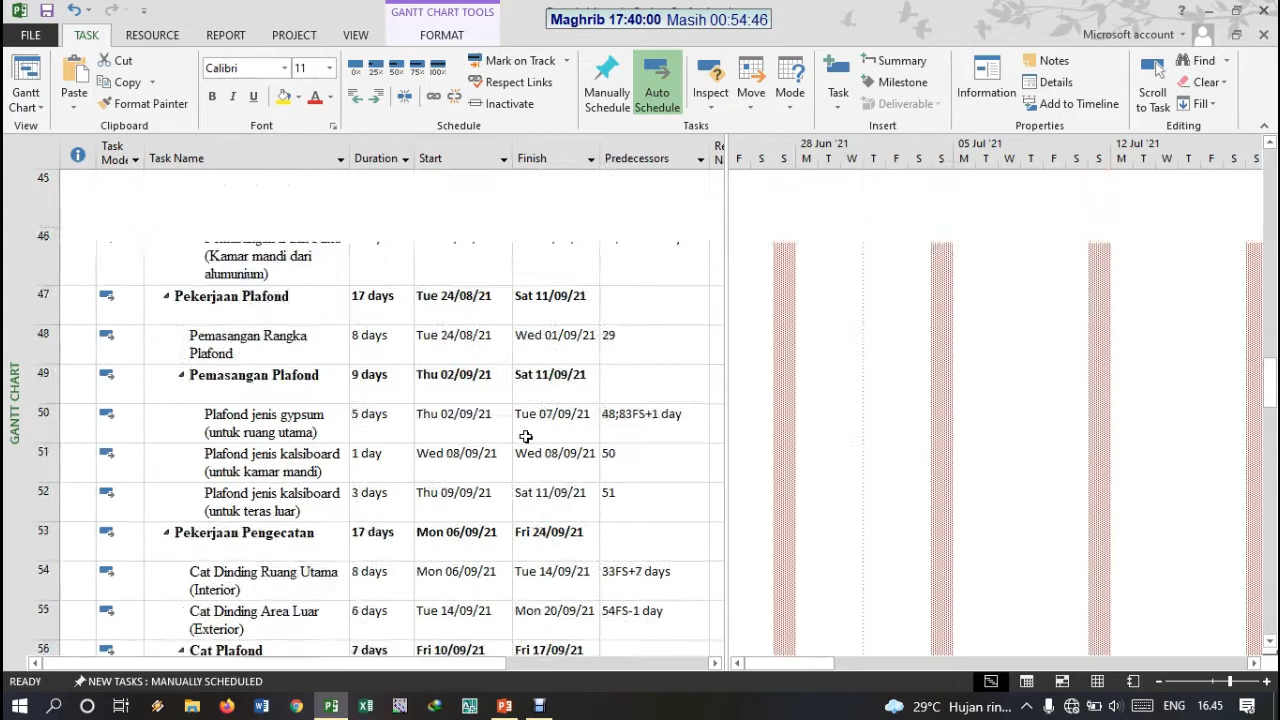 GANTT CHART TOOLS
Maghrib 17:40:00 Masih 00:54:46
FILE TASK RESOURCE REPORT PROJECT VIEW FORMAT Microsoft account
Gantt Chart
View
Paste
Cut
Copy
Format Painter
Clipboard
Calibri 11
B I U A
Font
0% 25% 50% 75% 100%
Mark on Track
Respect Links
Inactivate
Schedule
Manually Schedule
Auto Schedule
Inspect
Move
Mode
Tasks
Task
Summary
Milestone
Deliverable
Insert
Information
Notes
Details
Add to Timeline
Properties
Scroll to Task
Find
Clear
Fill
Editing
Task Mode Task Name Duration Start Finish Predecessors
28 Jun '21 05 Jul '21 12 Jul '21
F S S M T W T F S S M T W T F S S M T W T F S S
GANTT CHART
45
46
(Kamar mandi dari
alumunium)
47 Pekerjaan Plafond 17 days Tue 24/08/21 Sat 11/09/21
48 Pemasangan Rangka Plafond 8 days Tue 24/08/21 Wed 01/09/21 29
49 Pemasangan Plafond 9 days Thu 02/09/21 Sat 11/09/21
50 Plafond jenis gypsum (untuk ruang utama) 5 days Thu 02/09/21 Tue 07/09/21 48;83FS+1 day
51 Plafond jenis kalsiboard (untuk kamar mandi) 1 day Wed 08/09/21 Wed 08/09/21 50
52 Plafond jenis kalsiboard (untuk teras luar) 3 days Thu 09/09/21 Sat 11/09/21 51
53 Pekerjaan Pengecatan 17 days Mon 06/09/21 Fri 24/09/21
54 Cat Dinding Ruang Utama (Interior) 8 days Mon 06/09/21 Tue 14/09/21 33FS+7 days
55 Cat Dinding Area Luar (Exterior) 6 days Tue 14/09/21 Mon 20/09/21 54FS-1 day
56 Cat Plafond 7 days Fri 10/09/21 Fri 17/09/21
READY NEW TASKS : MANUALLY SCHEDULED
29°C Hujan rin... ENG 16.45